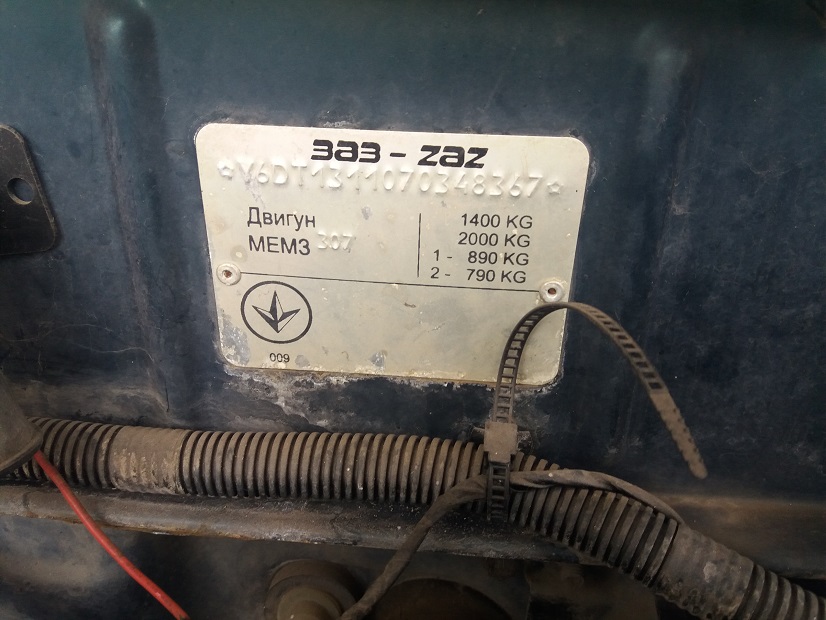 ЗАЗ - ZAZ
*Y6DT1311070348367*
Двигун
МЕМЗ 307
1400 KG
2000 KG
1 - 890 KG
2 - 790 KG
009